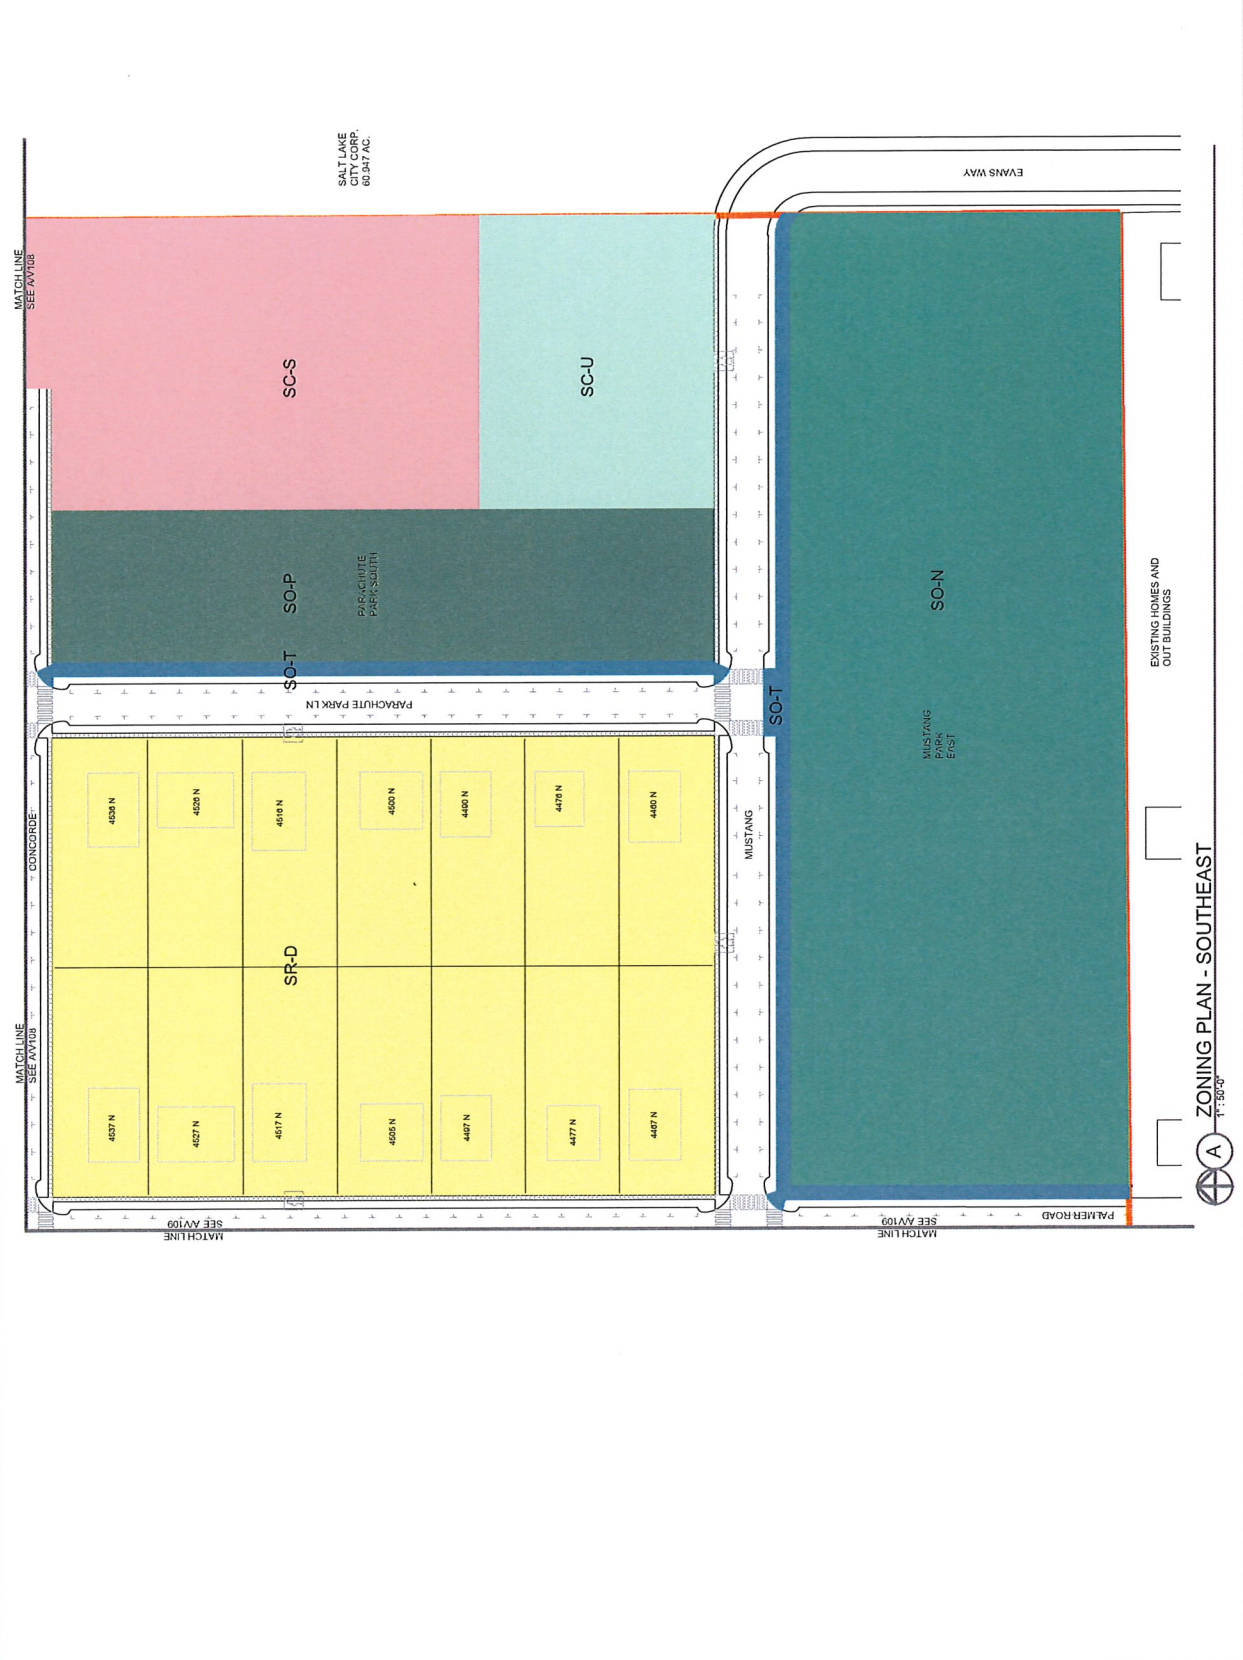 MATCH LINE
SEE A/V108
MATCH LINE
SEE A/V108
CONCORDE
SALT LAKE
CITY CORP.
60.947 AC.
SC-S
SC-U
SO-P
PARACHUTE
PARK SOUTH
SO-T
PARACHUTE PARK LN
4536 N
4526 N
4516 N
4500 N
4490 N
4476 N
4460 N
SR-D
4537 N
4527 N
4517 N
4505 N
4497 N
4477 N
4467 N
MATCH LINE
SEE A/V109
MUSTANG
EVANS WAY
SO-T
SO-N
MUSTANG
PARK
EAST
EXISTING HOMES AND
OUT BUILDINGS
PALMER ROAD
MATCH LINE
SEE A/V109
A
ZONING PLAN - SOUTHEAST
1" : 50'-0"